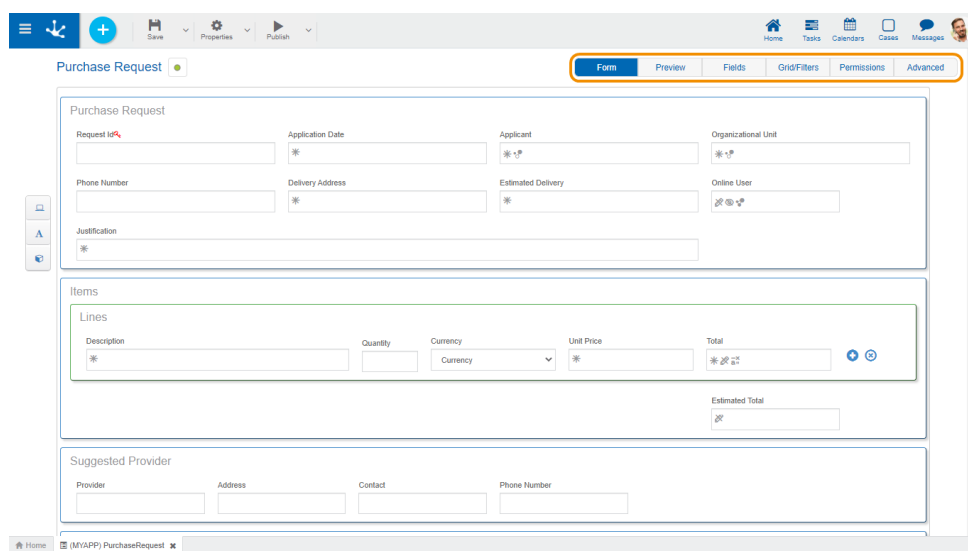 Save Properties Publish Home Tasks Calendars Cases Messages
Purchase Request Form Preview Fields Grid/Filters Permissions Advanced
Purchase Request
Request Id Application Date Applicant Organizational Unit
Phone Number Delivery Address Estimated Delivery Online User
Justification
Items
Lines
Description Quantity Currency Unit Price Total
Currency
Estimated Total
Suggested Provider
Provider Address Contact Phone Number
Home (MYAPP) PurchaseRequest